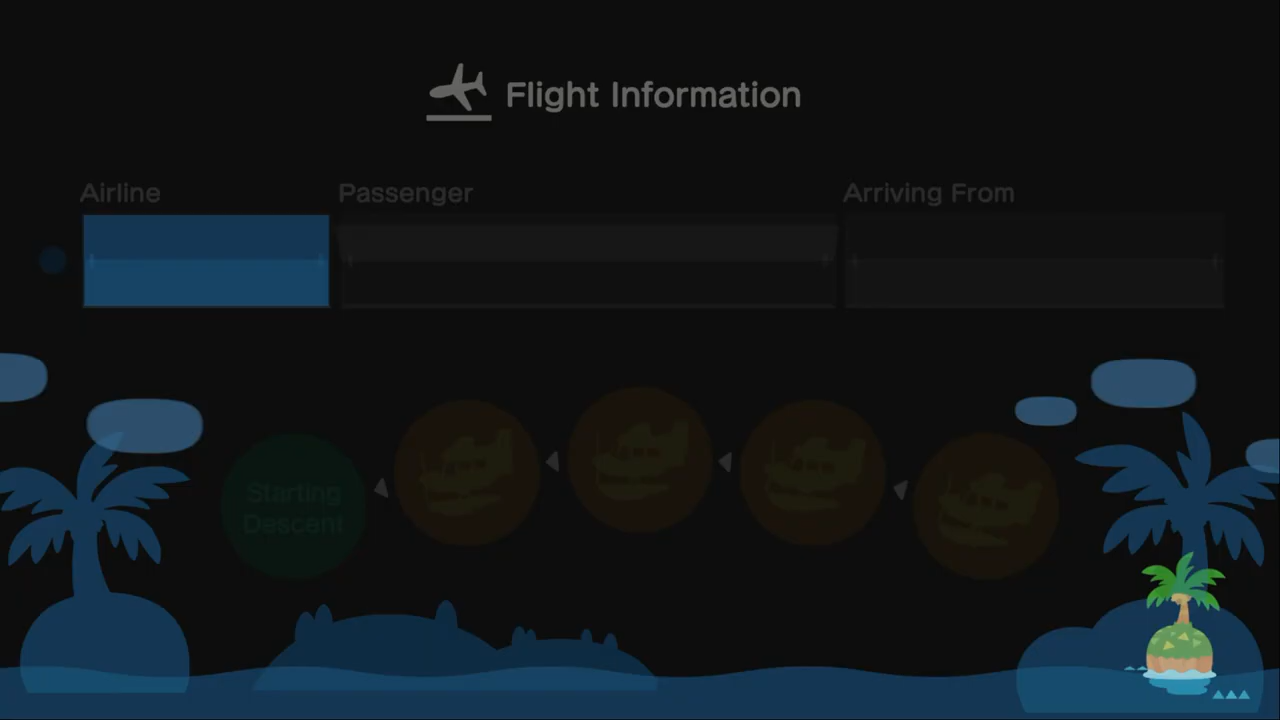 Flight Information
Airline
Passenger
Arriving From
Starting
Descent